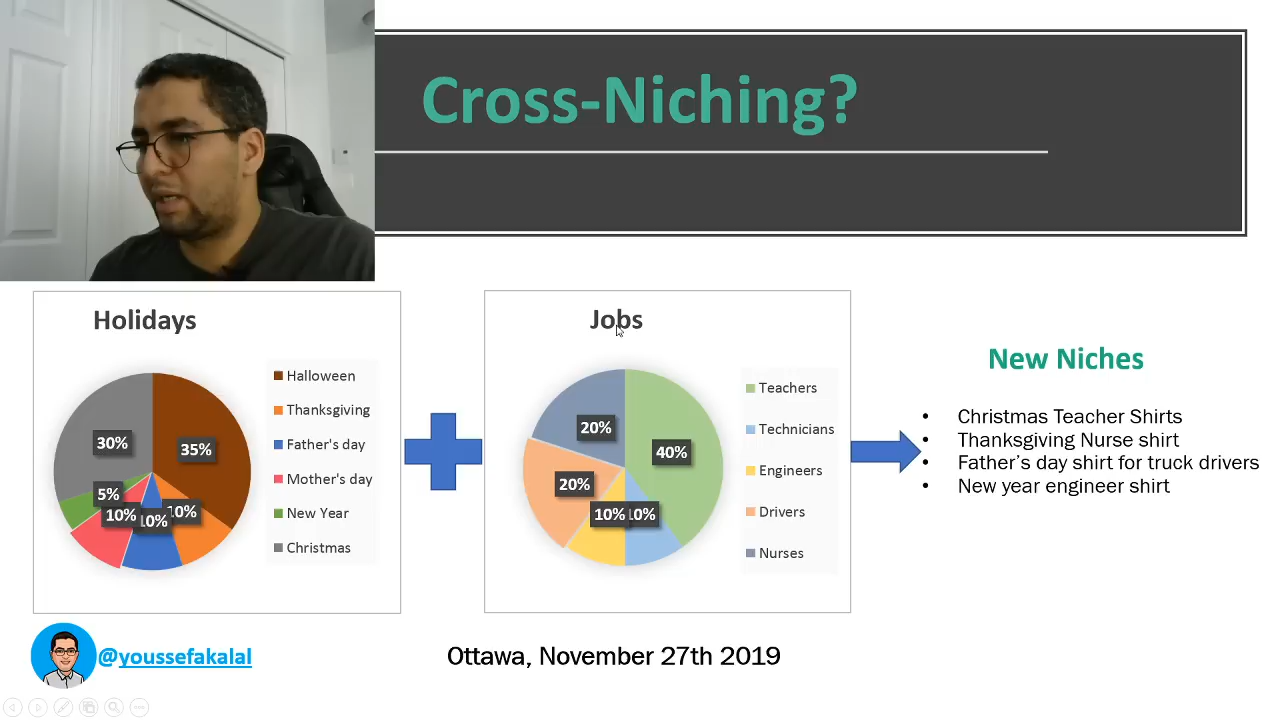 Cross-Niching?
Holidays
30%
35%
5%
10%
10%
10%
Halloween
Thanksgiving
Father's day
Mother's day
New Year
Christmas
Jobs
20%
40%
20%
10%
10%
Teachers
Technicians
Engineers
Drivers
Nurses
New Niches
• Christmas Teacher Shirts
• Thanksgiving Nurse shirt
• Father's day shirt for truck drivers
• New year engineer shirt
@youssefakalal
Ottawa, November 27th 2019